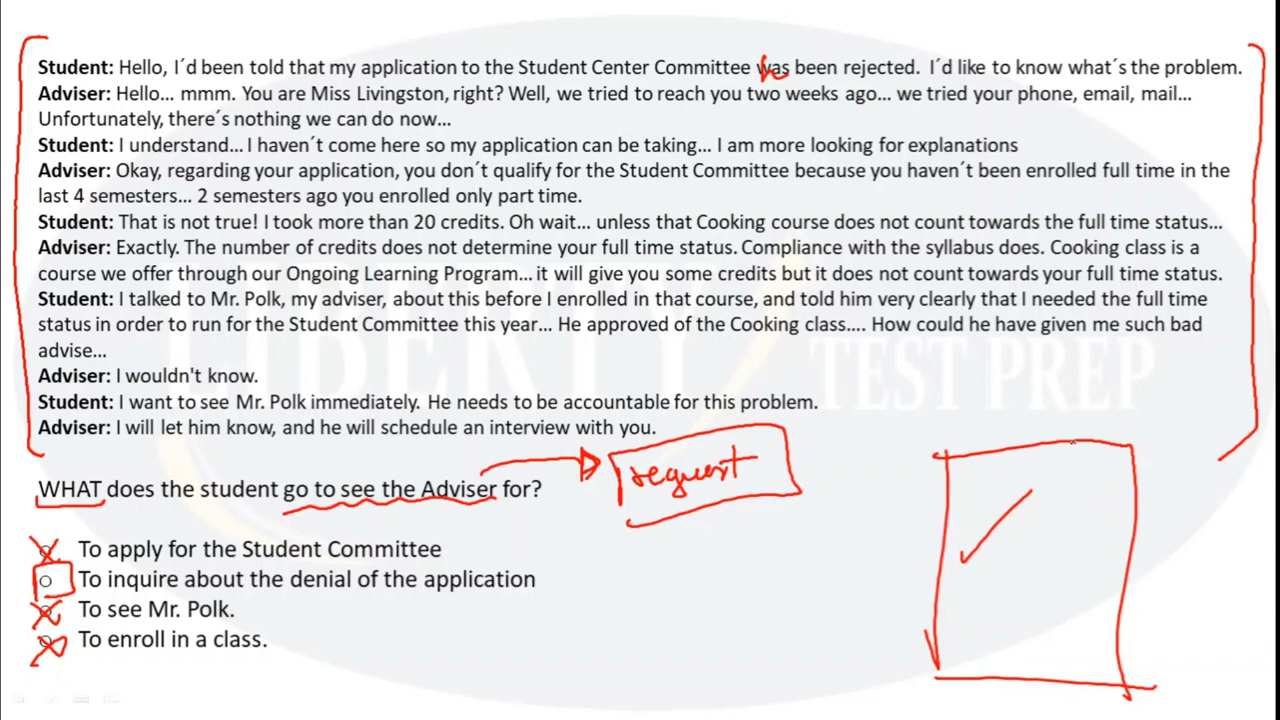 Student: Hello, I´d been told that my application to the Student Center Committee was been rejected. I´d like to know what´s the problem.
Adviser: Hello... mmm. You are Miss Livingston, right? Well, we tried to reach you two weeks ago... we tried your phone, email, mail...
Unfortunately, there´s nothing we can do now...
Student: I understand... I haven´t come here so my application can be taking... I am more looking for explanations
Adviser: Okay, regarding your application, you don´t qualify for the Student Committee because you haven´t been enrolled full time in the
last 4 semesters... 2 semesters ago you enrolled only part time.
Student: That is not true! I took more than 20 credits. Oh wait... unless that Cooking course does not count towards the full time status...
Adviser: Exactly. The number of credits does not determine your full time status. Compliance with the syllabus does. Cooking class is a
course we offer through our Ongoing Learning Program... it will give you some credits but it does not count towards your full time status.
Student: I talked to Mr. Polk, my adviser, about this before I enrolled in that course, and told him very clearly that I needed the full time
status in order to run for the Student Committee this year... He approved of the Cooking class.... How could he have given me such bad
advise...
Adviser: I wouldn't know.
Student: I want to see Mr. Polk immediately. He needs to be accountable for this problem.
Adviser: I will let him know, and he will schedule an interview with you.
LIBERTY TEST PREP
request
WHAT does the student go to see the Adviser for?
To apply for the Student Committee
To inquire about the denial of the application
To see Mr. Polk.
To enroll in a class.